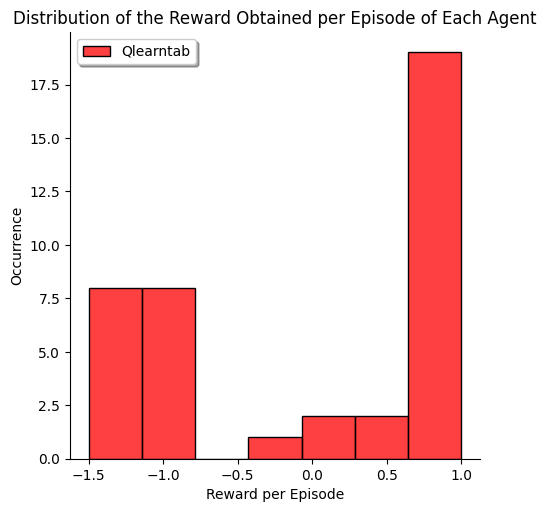 Distribution of the Reward Obtained per Episode of Each Agent
Qlearntab
17.5
15.0
12.5
10.0
7.5
5.0
2.5
0.0
Occurrence
−1.5 −1.0 −0.5 0.0 0.5 1.0
Reward per Episode